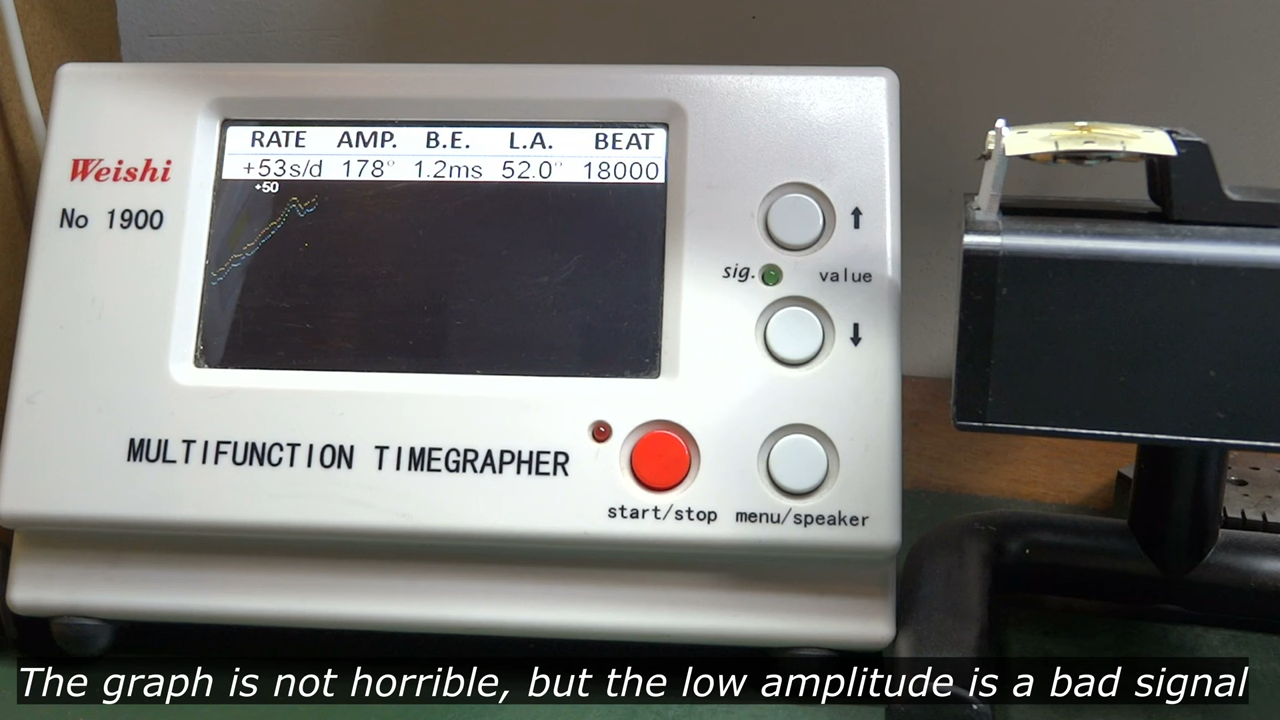 RATE AMP. B.E. L.A. BEAT
+53s/d 178° 1.2ms 52.0° 18000
+50
Weishi
No 1900
sig. value
MULTIFUNCTION TIMEGRAPHER
start/stop menu/speaker
The graph is not horrible, but the low amplitude is a bad signal